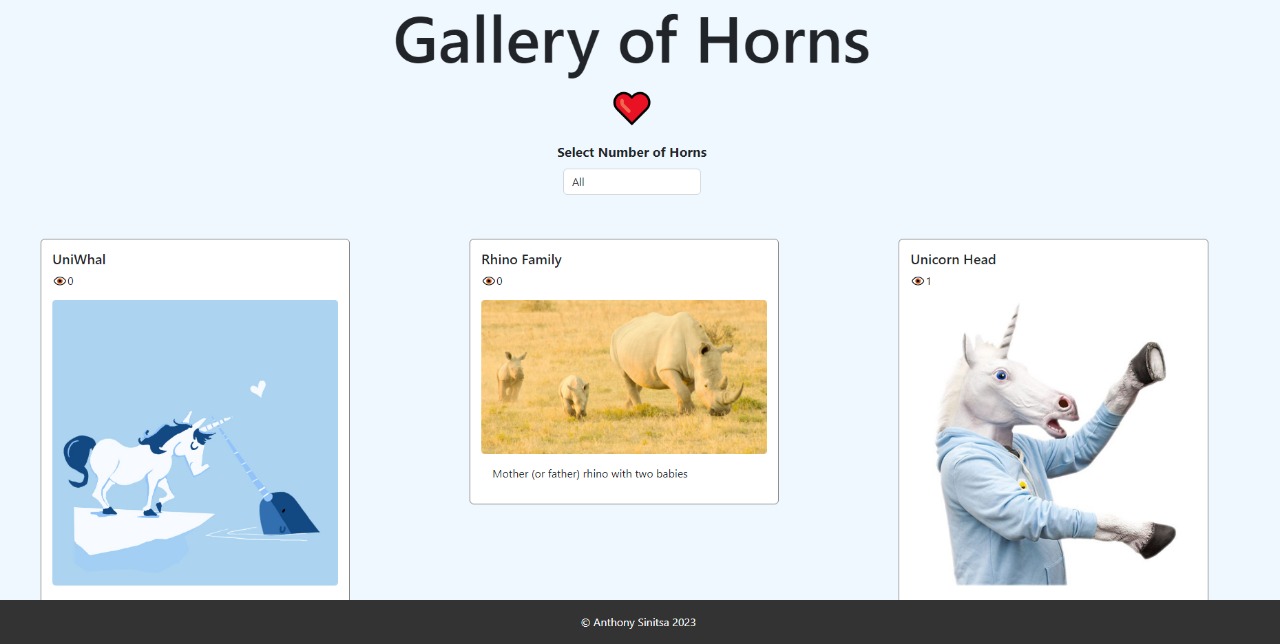 Gallery of Horns
Select Number of Horns
All
UniWhal
0
Rhino Family
0
Mother (or father) rhino with two babies
Unicorn Head
1
© Anthony Sinitsa 2023